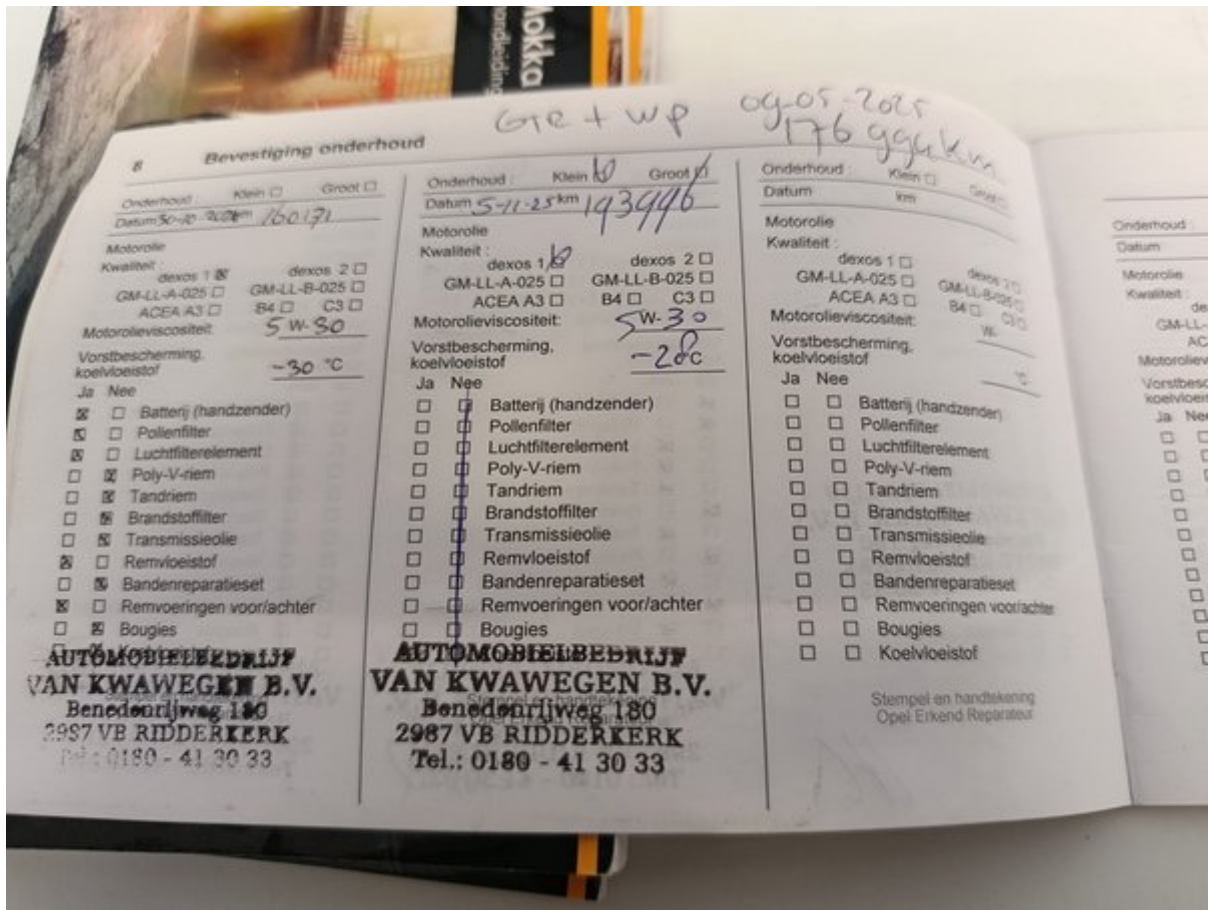 Mokka
GTR + WP 09-05-2025
176 994 km
8 Bevestiging onderhoud
Onderhoud : Klein Groot
Datum 30-10 km 160171
Motorolie
Kwaliteit :
dexos 1 dexos 2
GM-LL-A-025 GM-LL-B-025
ACEA A3 B4 C3
Motorolieviscositeit: 5 W-30
Vorstbescherming,
koelvloeistof -30 °C
Ja Nee
Batterij (handzender)
Pollenfilter
Luchtfilterelement
Poly-V-riem
Tandriem
Brandstoffilter
Transmissieolie
Remvloeistof
Bandenreparatieset
Remvoeringen voor/achter
Bougies
AUTOMOBIELBEDRIJF
VAN KWAWEGEN B.V.
Benedenrijweg 180
2987 VB RIDDERKERK
Tel.: 0180 - 41 30 33
Onderhoud : Klein Groot
Datum 5-11-25 km 193996
Motorolie
Kwaliteit :
dexos 1 dexos 2
GM-LL-A-025 GM-LL-B-025
ACEA A3 B4 C3
Motorolieviscositeit: 5 W-30
Vorstbescherming,
koelvloeistof -28 °C
Ja Nee
Batterij (handzender)
Pollenfilter
Luchtfilterelement
Poly-V-riem
Tandriem
Brandstoffilter
Transmissieolie
Remvloeistof
Bandenreparatieset
Remvoeringen voor/achter
Bougies
AUTOMOBIELBEDRIJF
VAN KWAWEGEN B.V.
Stempel en handtekening
Benedenrijweg 180
2987 VB RIDDERKERK
Tel.: 0180 - 41 30 33
Onderhoud : Klein Groot
Datum km
Motorolie
Kwaliteit :
dexos 1 dexos 2
GM-LL-A-025 GM-LL-B-025
ACEA A3 B4 C3
Motorolieviscositeit: W-
Vorstbescherming,
koelvloeistof °C
Ja Nee
Batterij (handzender)
Pollenfilter
Luchtfilterelement
Poly-V-riem
Tandriem
Brandstoffilter
Transmissieolie
Remvloeistof
Bandenreparatieset
Remvoeringen voor/achter
Bougies
Koelvloeistof
Stempel en handtekening
Opel Erkend Reparateur
Onderhoud :
Datum
Motorolie
Kwaliteit :
Ja